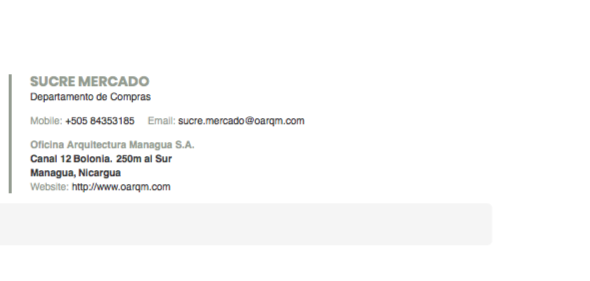 SUCRE MERCADO
Departamento de Compras
Mobile: +505 84353185 Email: sucre.mercado@oarqm.com
Oficina Arquitectura Managua S.A.
Canal 12 Bolonia. 250m al Sur
Managua, Nicargua
Website: http://www.oarqm.com